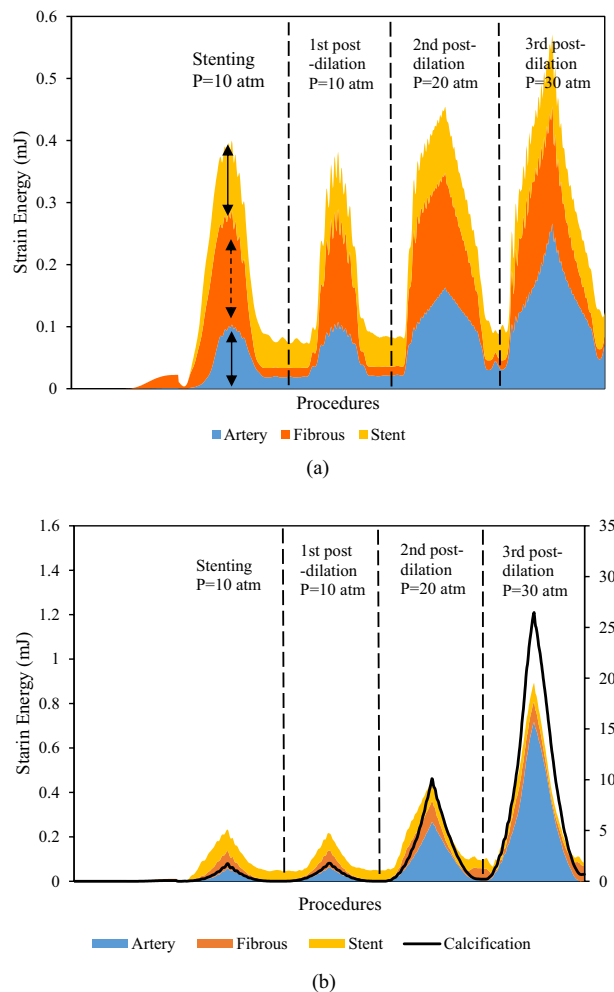 0.6
0.5
0.4
0.3
0.2
0.1
0
Strain Energy (mJ)
Stenting
P=10 atm
1st post
-dilation
P=10 atm
2nd post-
dilation
P=20 atm
3rd post-
dilation
P=30 atm
Procedures
Artery Fibrous Stent
(a)
1.6
1.4
1.2
1
0.8
0.6
0.4
0.2
0
Starin Energy (mJ)
Stenting
P=10 atm
1st post
-dilation
P=10 atm
2nd post-
dilation
P=20 atm
3rd post-
dilation
P=30 atm
35
30
25
20
15
10
5
0
Procedures
Artery Fibrous Stent Calcification
(b)